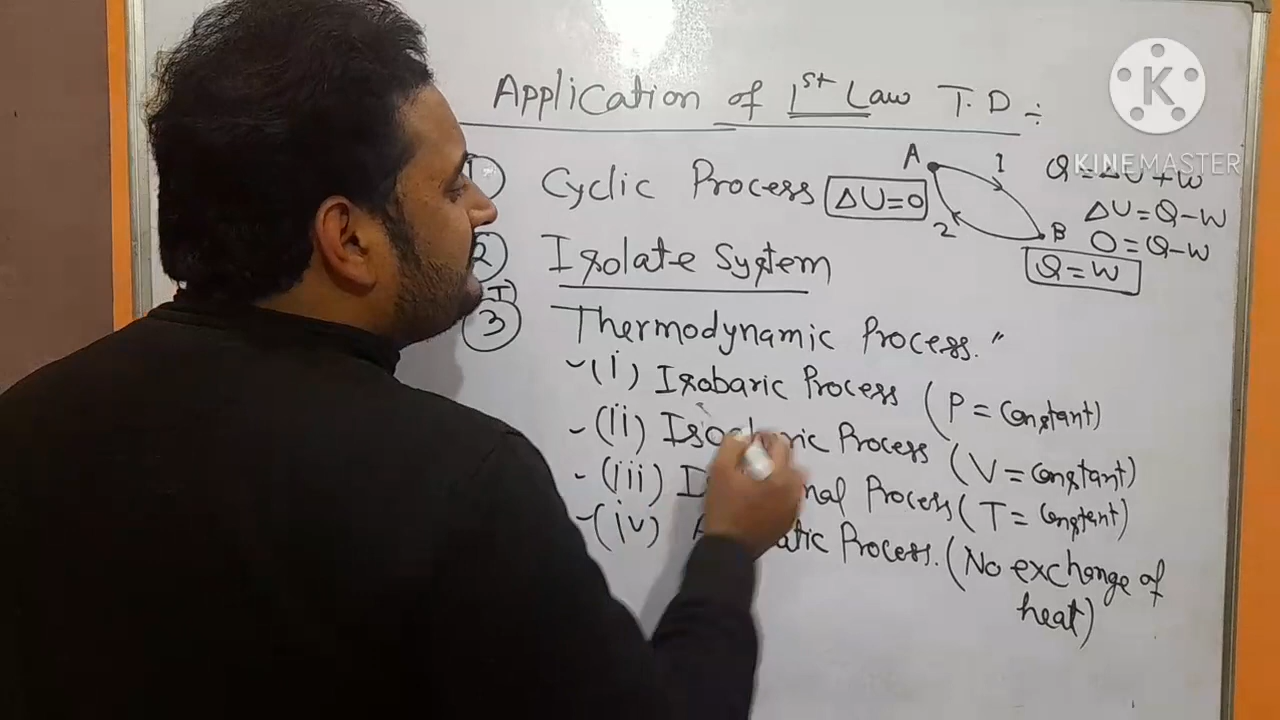 Application of 1st Law T.D ÷
1 Cyclic Process ΔU=0
A 1 B 2
Q = ΔU + W
ΔU = Q - W
0 = Q - W
Q = W
2 Isolate System
3 Thermodynamic Process."
(i) Isobaric Process (P = Constant)
(ii) Process (V = Constant)
(iii) Process (T = Constant)
(iv) Process. (No exchange of
heat)
K
KINEMASTER